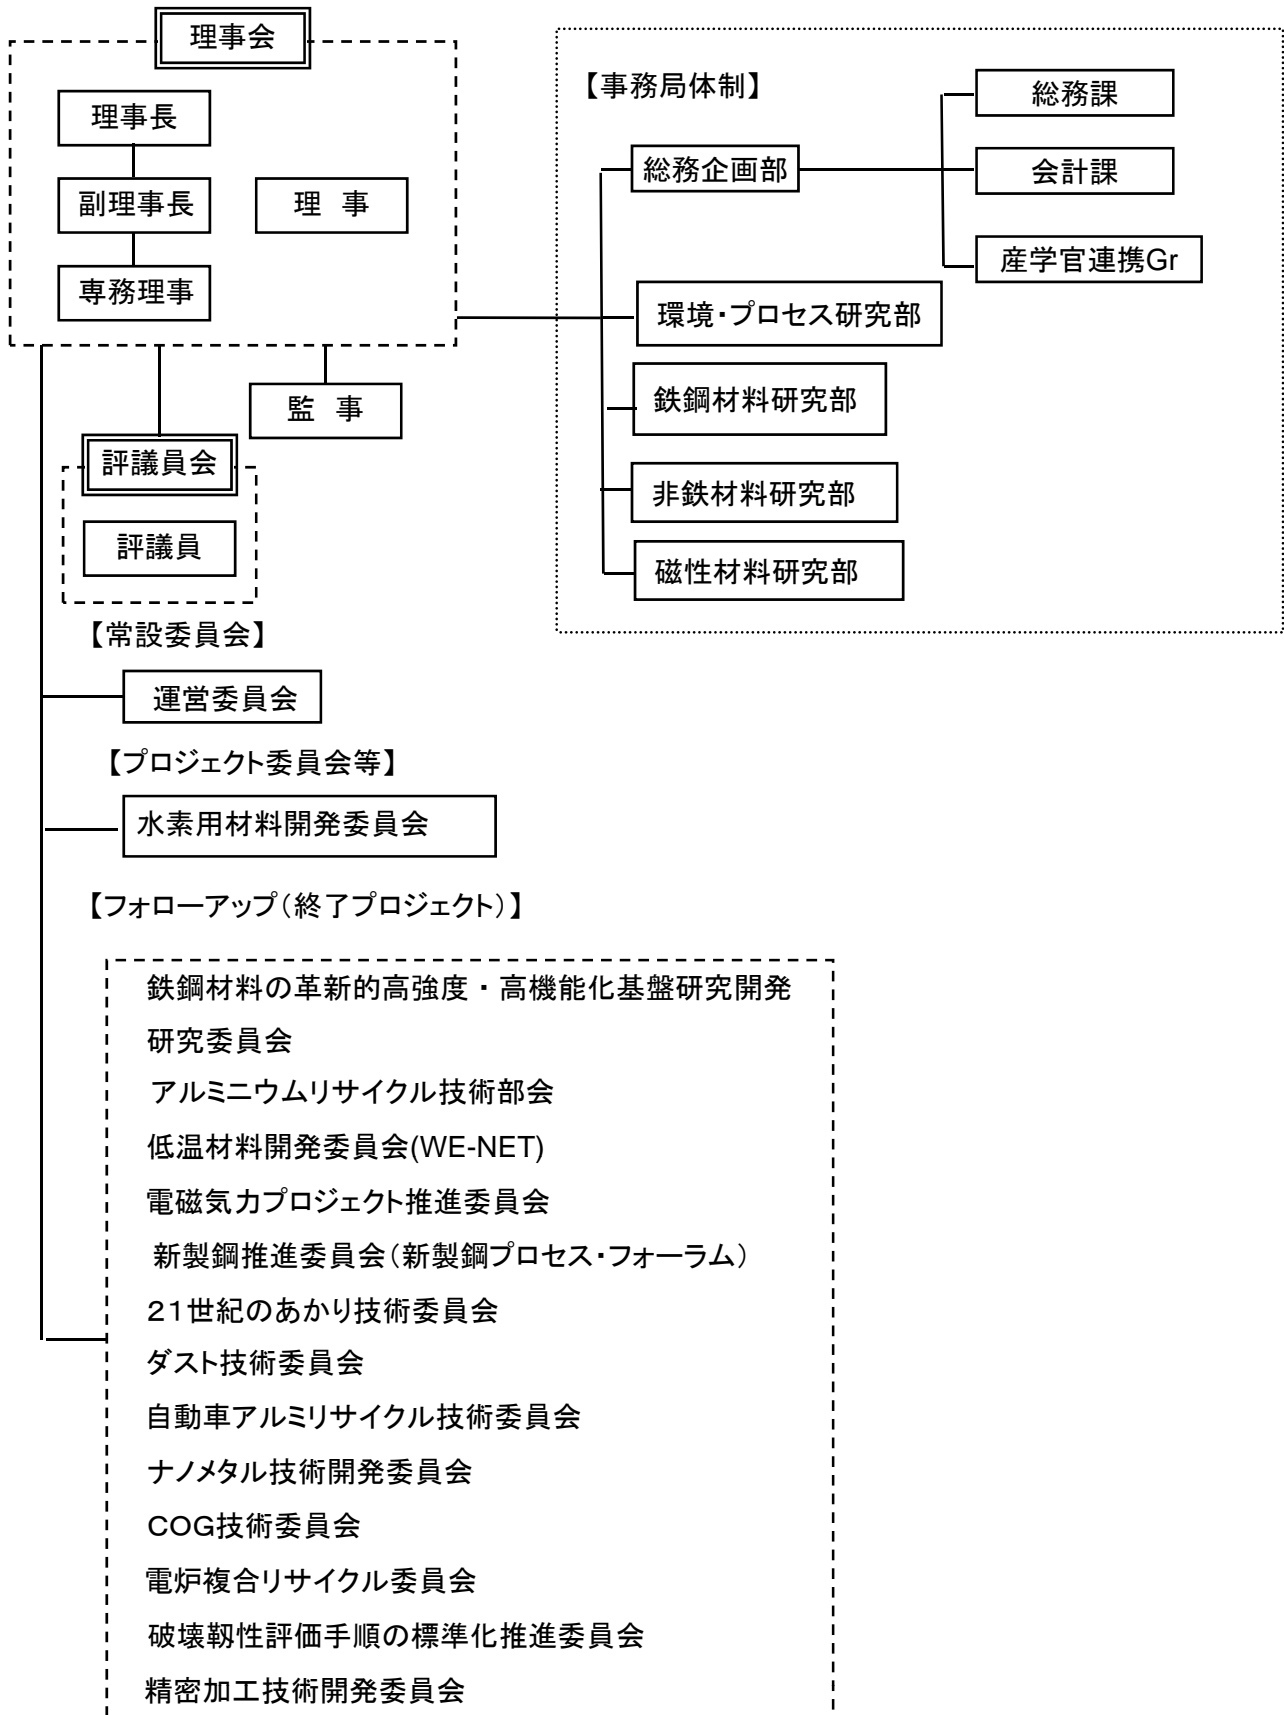 理事会
理事長
副理事長
理 事
専務理事
監 事
評議員会
評議員
【事務局体制】
総務企画部
総務課
会計課
産学官連携Gr
環境・プロセス研究部
鉄鋼材料研究部
非鉄材料研究部
磁性材料研究部
【常設委員会】
運営委員会
【プロジェクト委員会等】
水素用材料開発委員会
【フォローアップ（終了プロジェクト）】
鉄鋼材料の革新的高強度・高機能化基盤研究開発
研究委員会
アルミニウムリサイクル技術部会
低温材料開発委員会(WE-NET)
電磁気力プロジェクト推進委員会
新製鋼推進委員会（新製鋼プロセス・フォーラム）
２１世紀のあかり技術委員会
ダスト技術委員会
自動車アルミリサイクル技術委員会
ナノメタル技術開発委員会
COG技術委員会
電炉複合リサイクル委員会
破壊靱性評価手順の標準化推進委員会
精密加工技術開発委員会